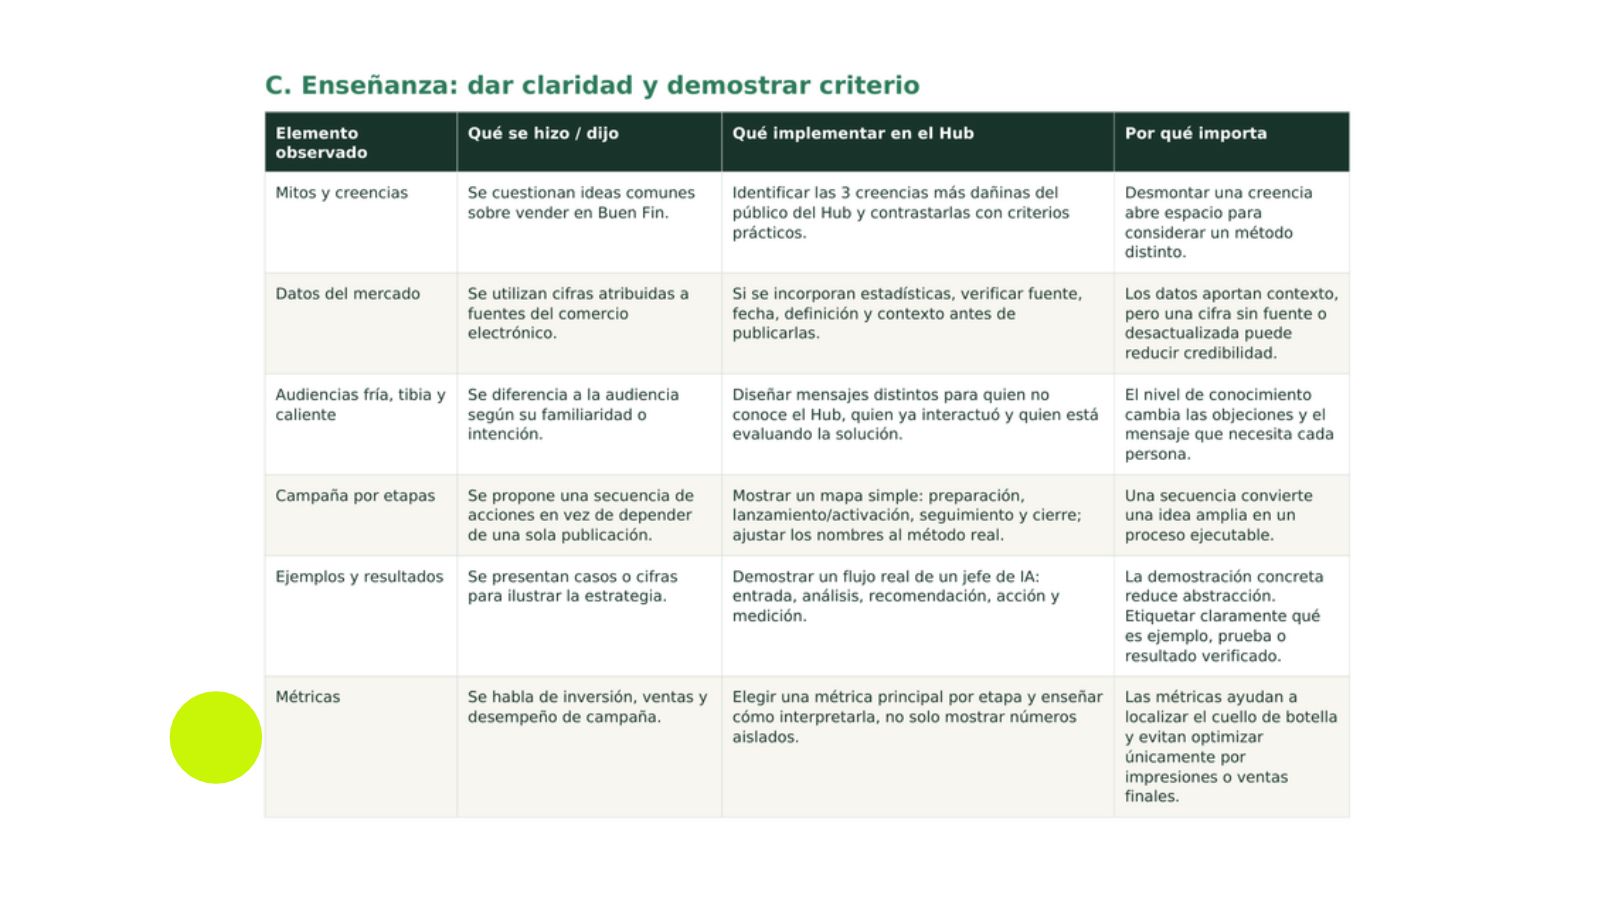 C. Enseñanza: dar claridad y demostrar criterio
Elemento
observado
Qué se hizo / dijo
Qué implementar en el Hub
Por qué importa
Mitos y creencias
Se cuestionan ideas comunes
sobre vender en Buen Fin.
Identificar las 3 creencias más dañinas del
público del Hub y contrastarlas con criterios
prácticos.
Desmontar una creencia
abre espacio para
considerar un método
distinto.
Datos del mercado
Se utilizan cifras atribuidas a
fuentes del comercio
electrónico.
Si se incorporan estadísticas, verificar fuente,
fecha, definición y contexto antes de
publicarlas.
Los datos aportan contexto,
pero una cifra sin fuente o
desactualizada puede
reducir credibilidad.
Audiencias fría, tibia y
caliente
Se diferencia a la audiencia
según su familiaridad o
intención.
Diseñar mensajes distintos para quien no
conoce el Hub, quien ya interactuó y quien está
evaluando la solución.
El nivel de conocimiento
cambia las objeciones y el
mensaje que necesita cada
persona.
Campaña por etapas
Se propone una secuencia de
acciones en vez de depender
de una sola publicación.
Mostrar un mapa simple: preparación,
lanzamiento/activación, seguimiento y cierre;
ajustar los nombres al método real.
Una secuencia convierte
una idea amplia en un
proceso ejecutable.
Ejemplos y resultados
Se presentan casos o cifras
para ilustrar la estrategia.
Demostrar un flujo real de un jefe de IA:
entrada, análisis, recomendación, acción y
medición.
La demostración concreta
reduce abstracción.
Etiquetar claramente qué
es ejemplo, prueba o
resultado verificado.
Métricas
Se habla de inversión, ventas y
desempeño de campaña.
Elegir una métrica principal por etapa y enseñar
cómo interpretarla, no solo mostrar números
aislados.
Las métricas ayudan a
localizar el cuello de botella
y evitan optimizar
únicamente por
impresiones o ventas
finales.